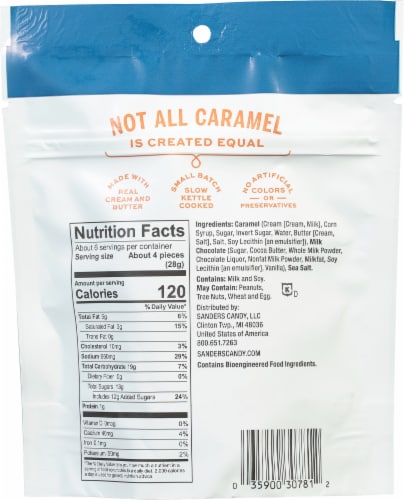 NOT ALL CARAMEL
IS CREATED EQUAL
MADE WITH
REAL
CREAM AND
BUTTER
SMALL BATCH
SLOW
KETTLE
COOKED
NO ARTIFICIAL
COLORS
OR
PRESERVATIVES
Nutrition Facts
About 6 servings per container
Serving size About 4 pieces
(28g)
Amount per serving
Calories 120
% Daily Value*
Total Fat 5g 6%
Saturated Fat 3g 15%
Trans Fat 0g
Cholesterol 10mg 3%
Sodium 29%
Total Carbohydrate 19g 7%
Dietary Fiber 0g 0%
Total Sugars 13g
Includes 12g Added Sugars 24%
Protein 1g
Vitamin D 0mcg 0%
Calcium 4%
Iron 0%
Potassium 2%
Ingredients: Caramel (Cream [Cream, Milk], Corn
Syrup, Sugar, Invert Sugar, Water, Butter [Cream,
Salt], Salt, Soy Lecithin [an emulsifier]), Milk
Chocolate (Sugar, Cocoa Butter, Whole Milk Powder,
Chocolate Liquor, Nonfat Milk Powder, Milkfat, Soy
Lecithin [an emulsifier], Vanilla), Sea Salt.
Contains: Milk and Soy.
May Contain: Peanuts,
Tree Nuts, Wheat and Egg.
K D
Distributed by:
SANDERS CANDY, LLC
Clinton Twp., MI 48036
United States of America
800.651.7263
SANDERSCANDY.COM
Contains Bioengineered Food Ingredients.
0 35900 30781 2